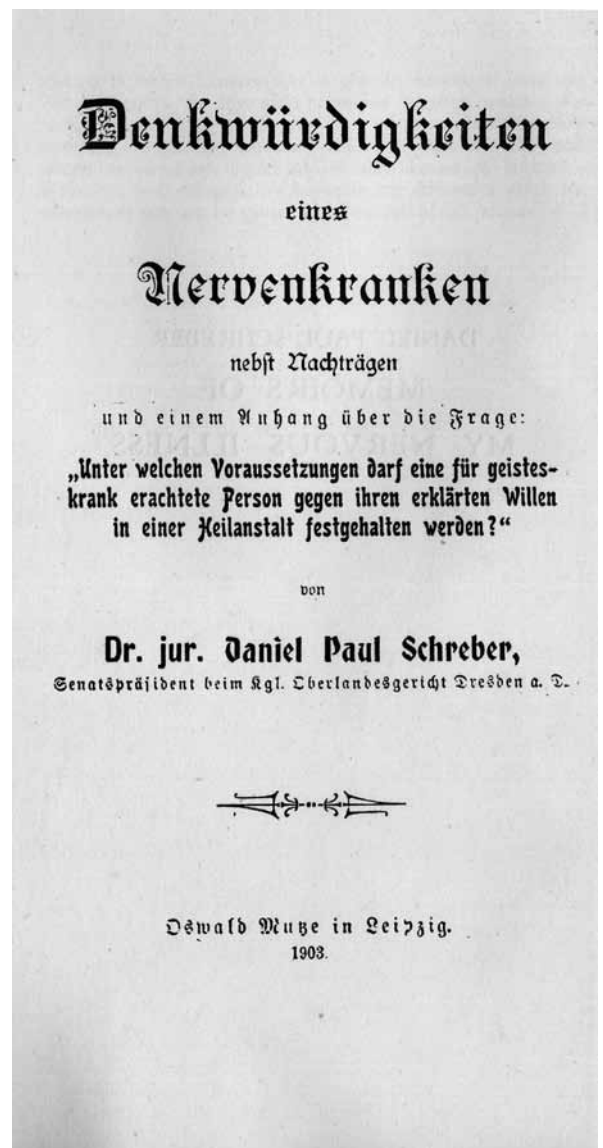 Denkwürdigkeiten
eines
Nervenkranken
nebst Nachträgen
und einem Anhang über die Frage:
„Unter welchen Voraussetzungen darf eine für geistes-
krank erachtete Person gegen ihren erklärten Willen
in einer Heilanstalt festgehalten werden?“
von
Dr. jur. Daniel Paul Schreber,
Senatspräsident beim Kgl. Oberlandesgericht Dresden a. D.
Oswald Mutze in Leipzig.
1903.